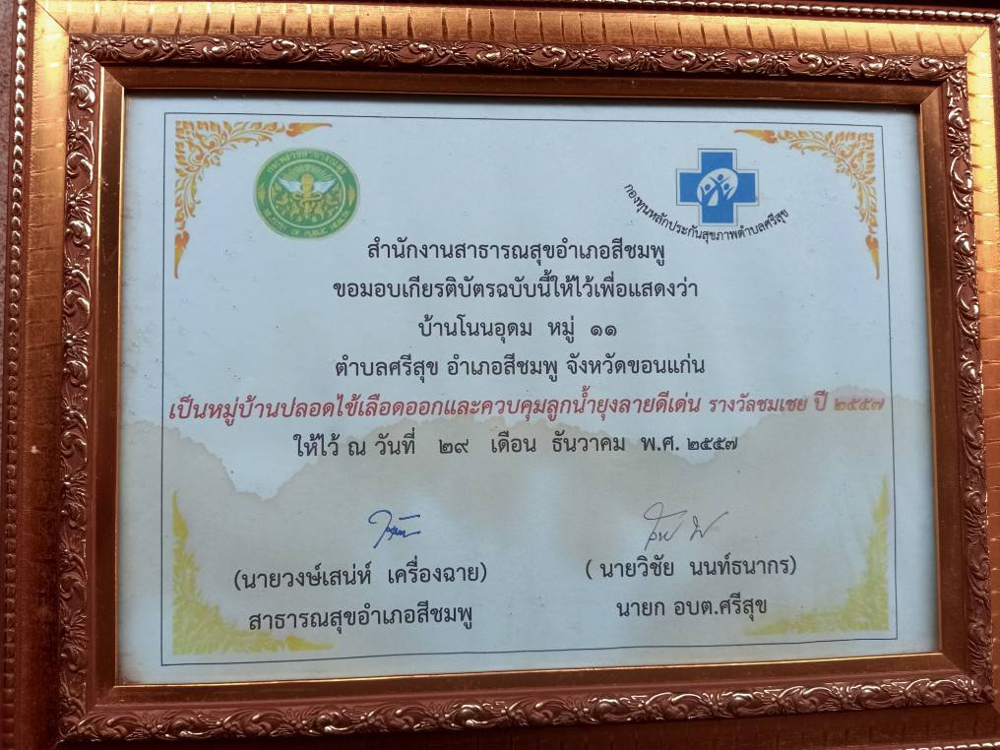 กระทรวงสาธารณสุข
MINISTRY OF PUBLIC HEALTH
กองทุนหลักประกันสุขภาพตำบลศรีสุข
สำนักงานสาธารณสุขอำเภอสีชมพู
ขอมอบเกียรติบัตรฉบับนี้ให้ไว้เพื่อแสดงว่า
บ้านโนนอุดม หมู่ ๑๑
ตำบลศรีสุข อำเภอสีชมพู จังหวัดขอนแก่น
เป็นหมู่บ้านปลอดไข้เลือดออกและควบคุมลูกน้ำยุงลายดีเด่น รางวัลชมเชย ปี ๒๕๕๗
ให้ไว้ ณ วันที่ ๒๙ เดือน ธันวาคม พ.ศ. ๒๕๕๗
(นายวงษ์เสน่ห์ เครื่องฉาย)
สาธารณสุขอำเภอสีชมพู
( นายวิชัย นนท์ธนากร)
นายก อบต.ศรีสุข